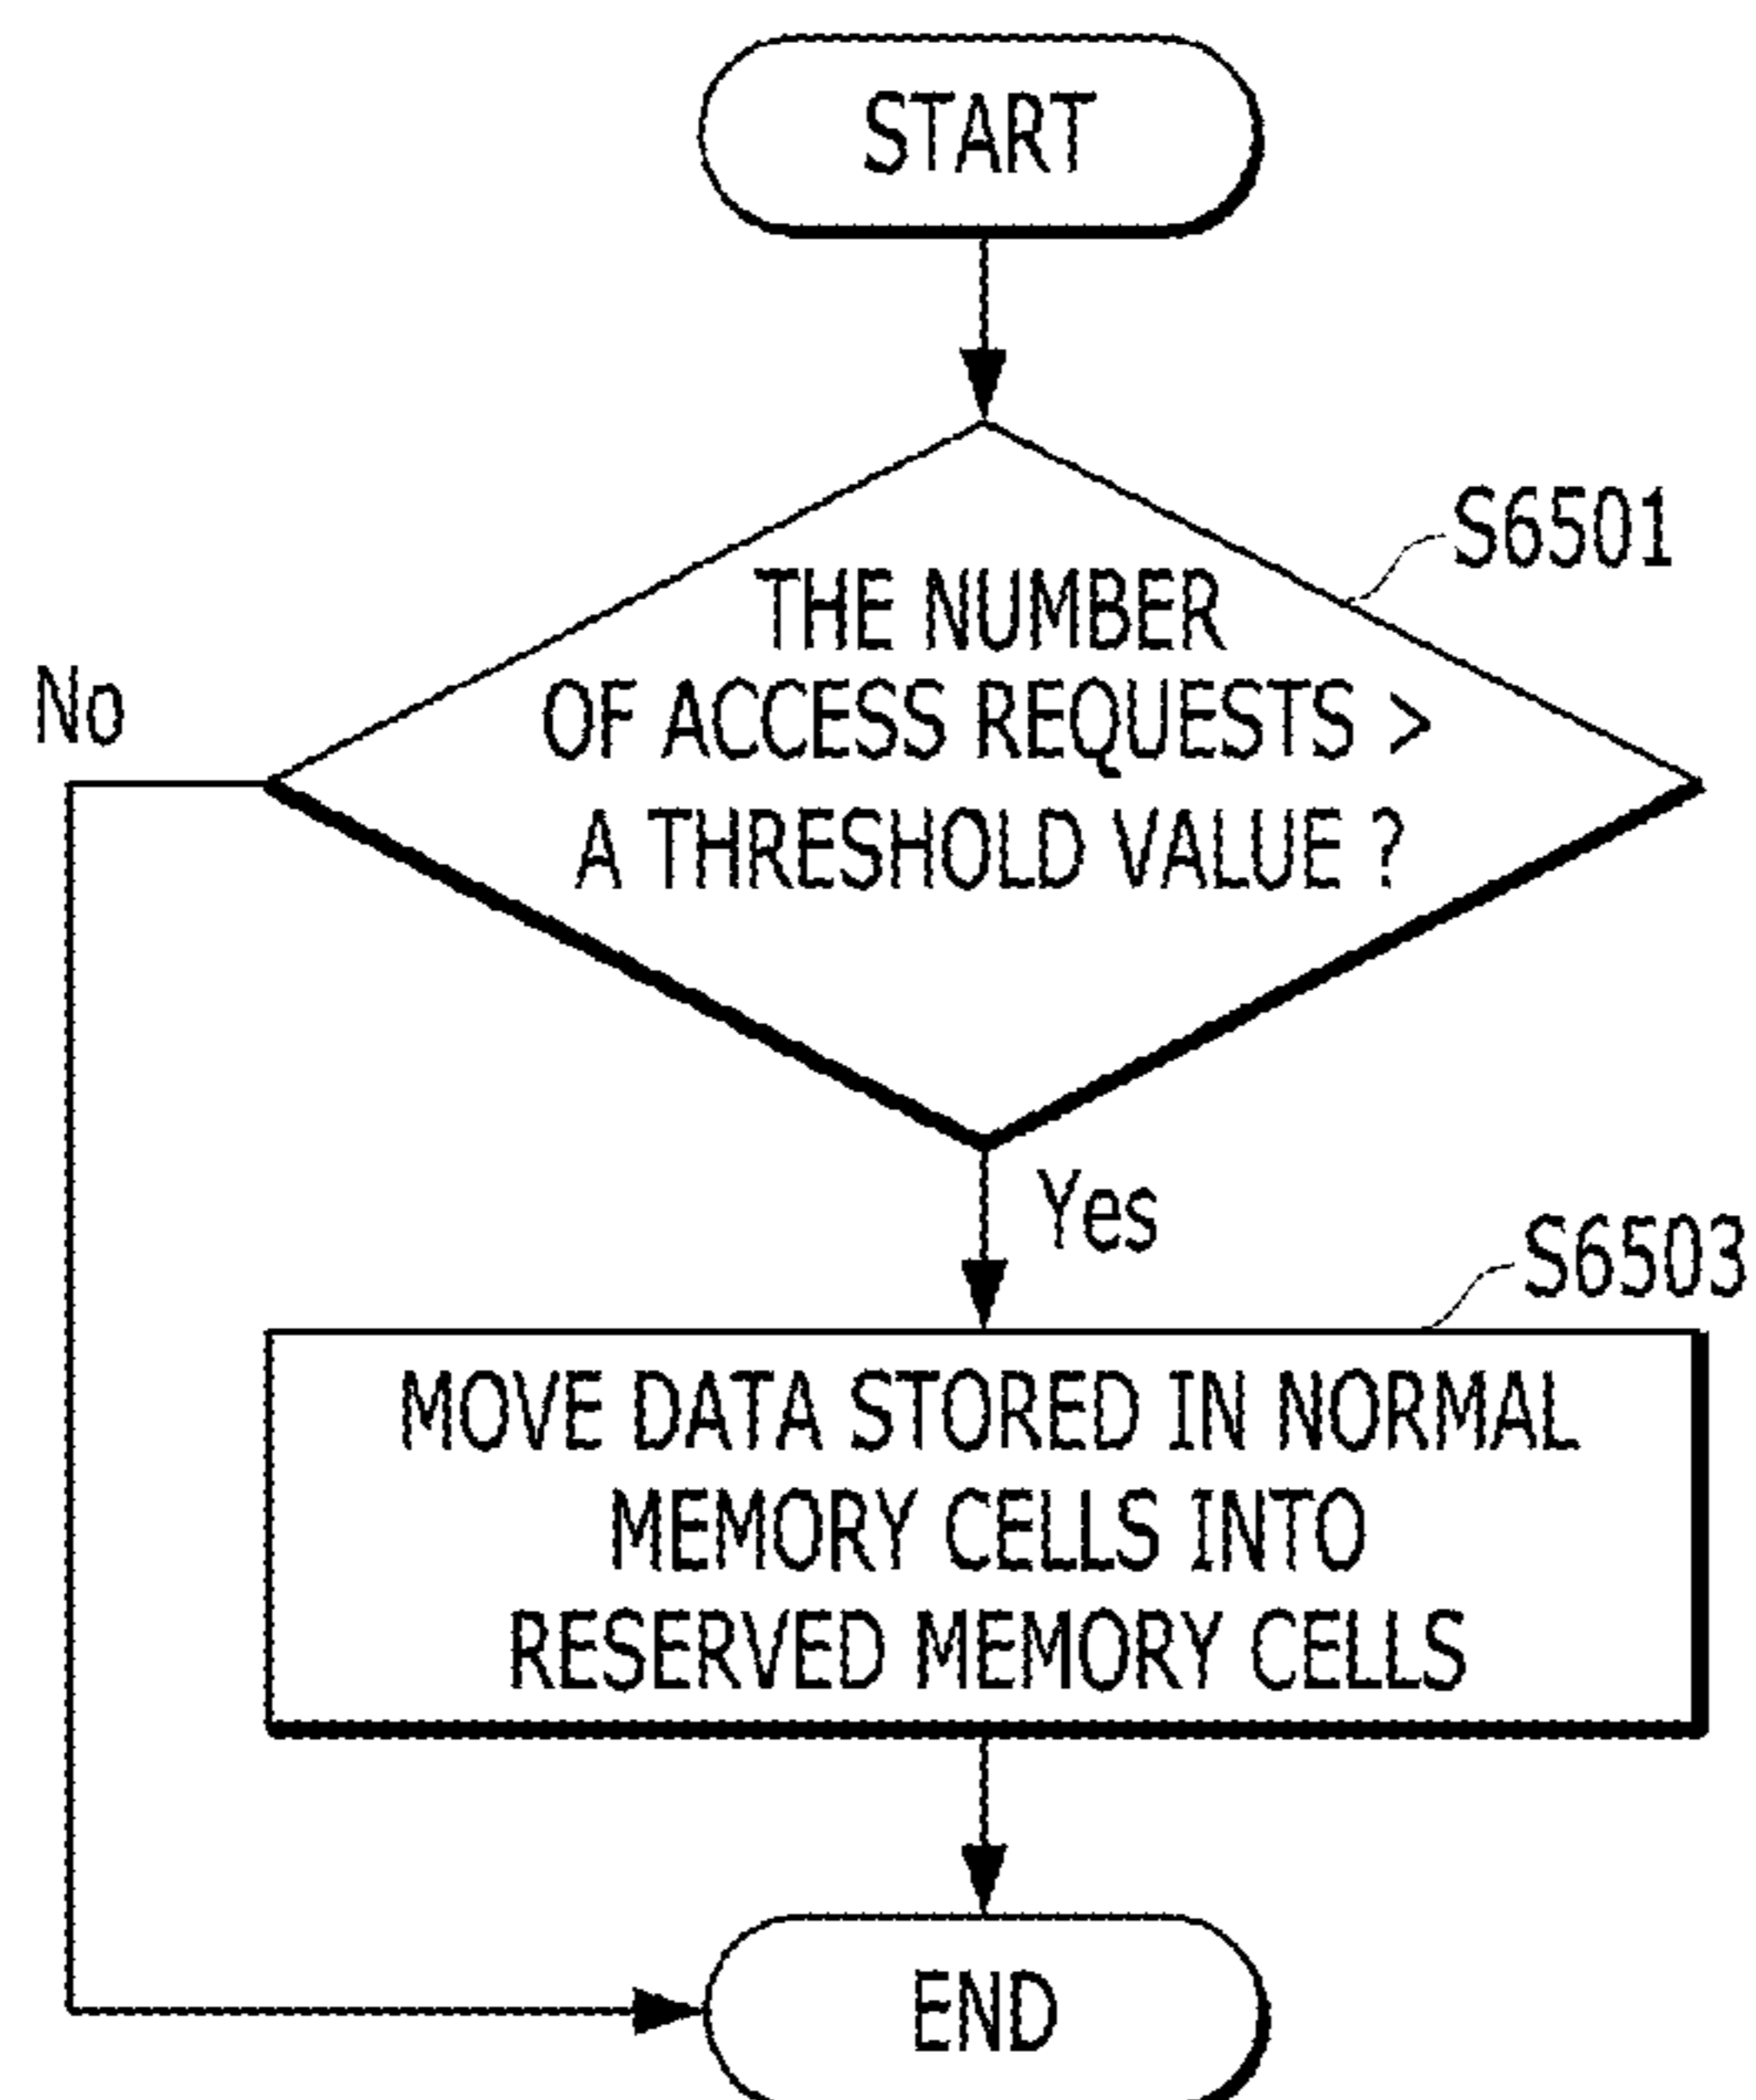 START
S6501
THE NUMBER
OF ACCESS REQUESTS >
A THRESHOLD VALUE ?
No
Yes
S6503
MOVE DATA STORED IN NORMAL
MEMORY CELLS INTO
RESERVED MEMORY CELLS
END